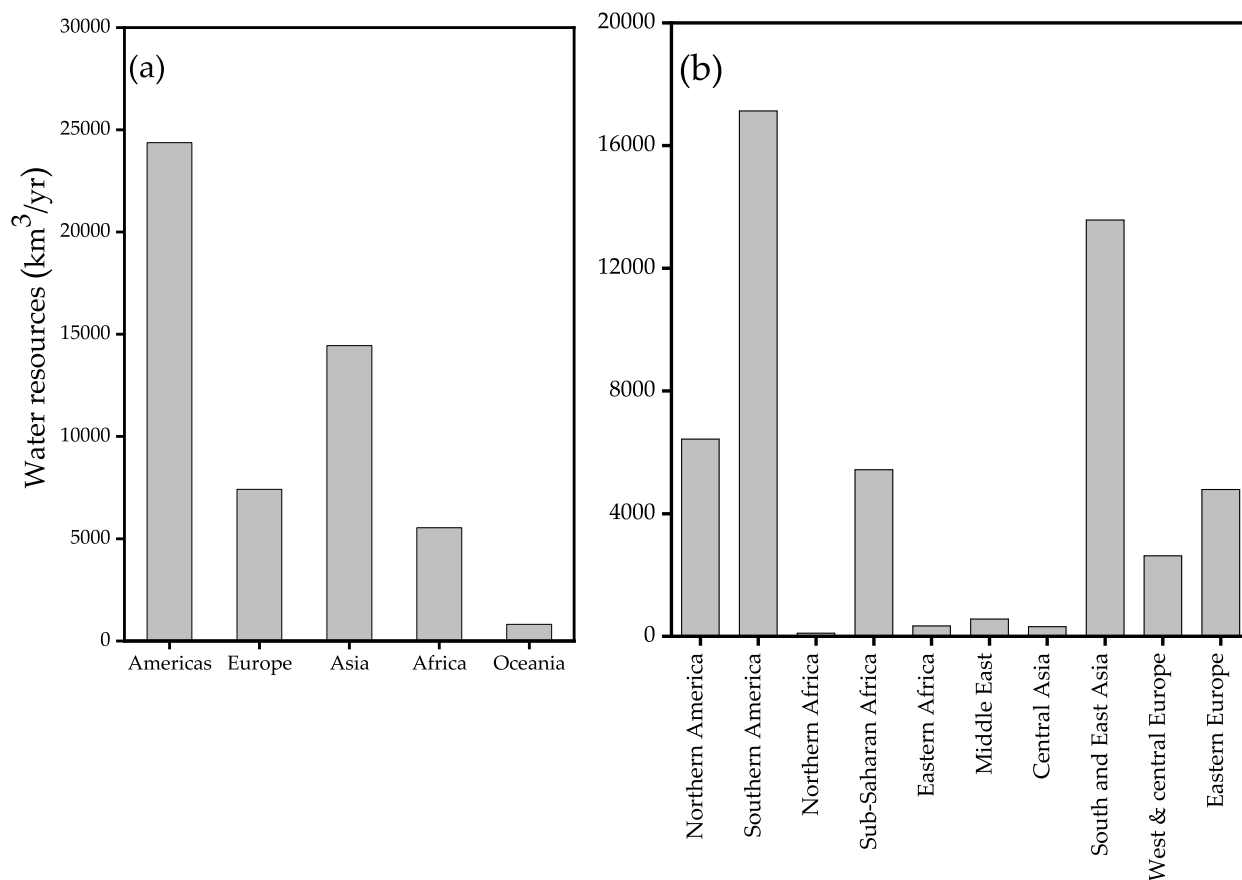 (a)
Water resources (km³/yr)
30000
25000
20000
15000
10000
5000
0
Americas Europe Asia Africa Oceania
(b)
20000
16000
12000
8000
4000
0
Northern America
Southern America
Northern Africa
Sub-Saharan Africa
Eastern Africa
Middle East
Central Asia
South and East Asia
West & central Europe
Eastern Europe